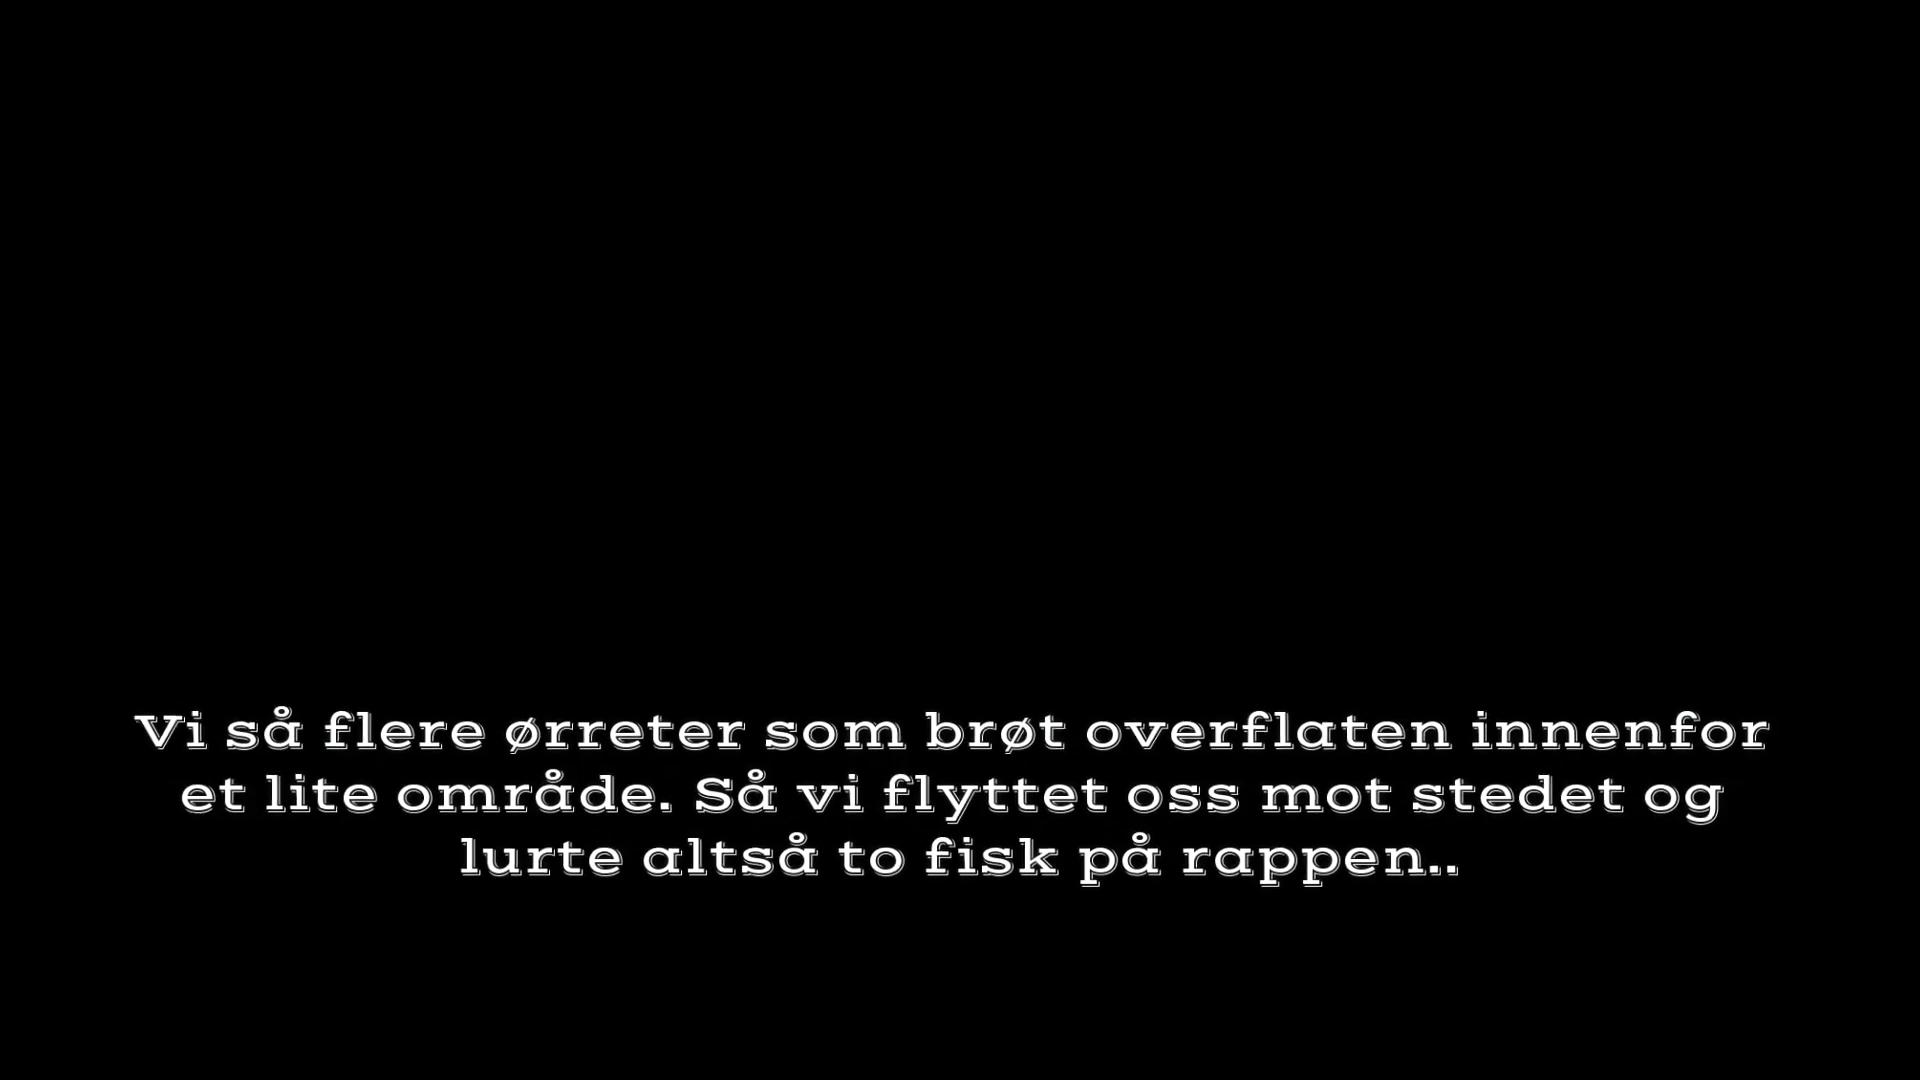 Vi så flere ørreter som brøt overflaten innenfor
et lite område. Så vi flyttet oss mot stedet og
lurte altså to fisk på rappen..